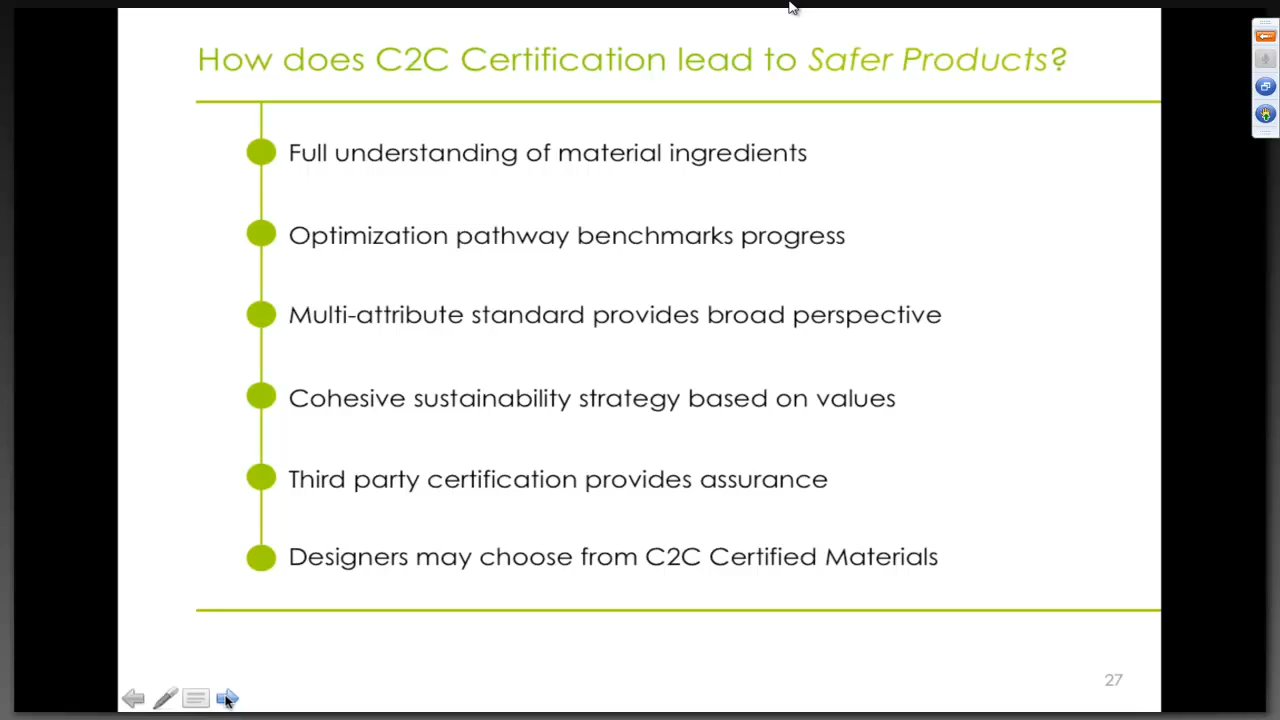 How does C2C Certification lead to Safer Products?
Full understanding of material ingredients
Optimization pathway benchmarks progress
Multi-attribute standard provides broad perspective
Cohesive sustainability strategy based on values
Third party certification provides assurance
Designers may choose from C2C Certified Materials
27